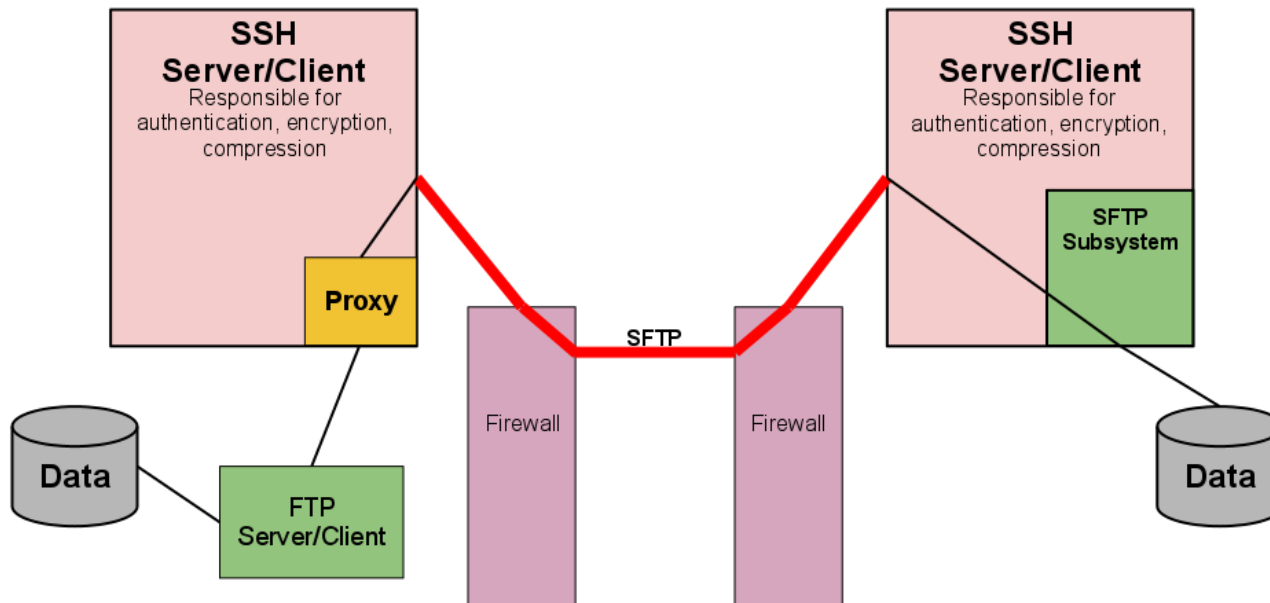 SSH
Server/Client
Responsible for
authentication, encryption,
compression
Proxy
Data
FTP
Server/Client
Firewall
SFTP
Firewall
SSH
Server/Client
Responsible for
authentication, encryption,
compression
SFTP
Subsystem
Data